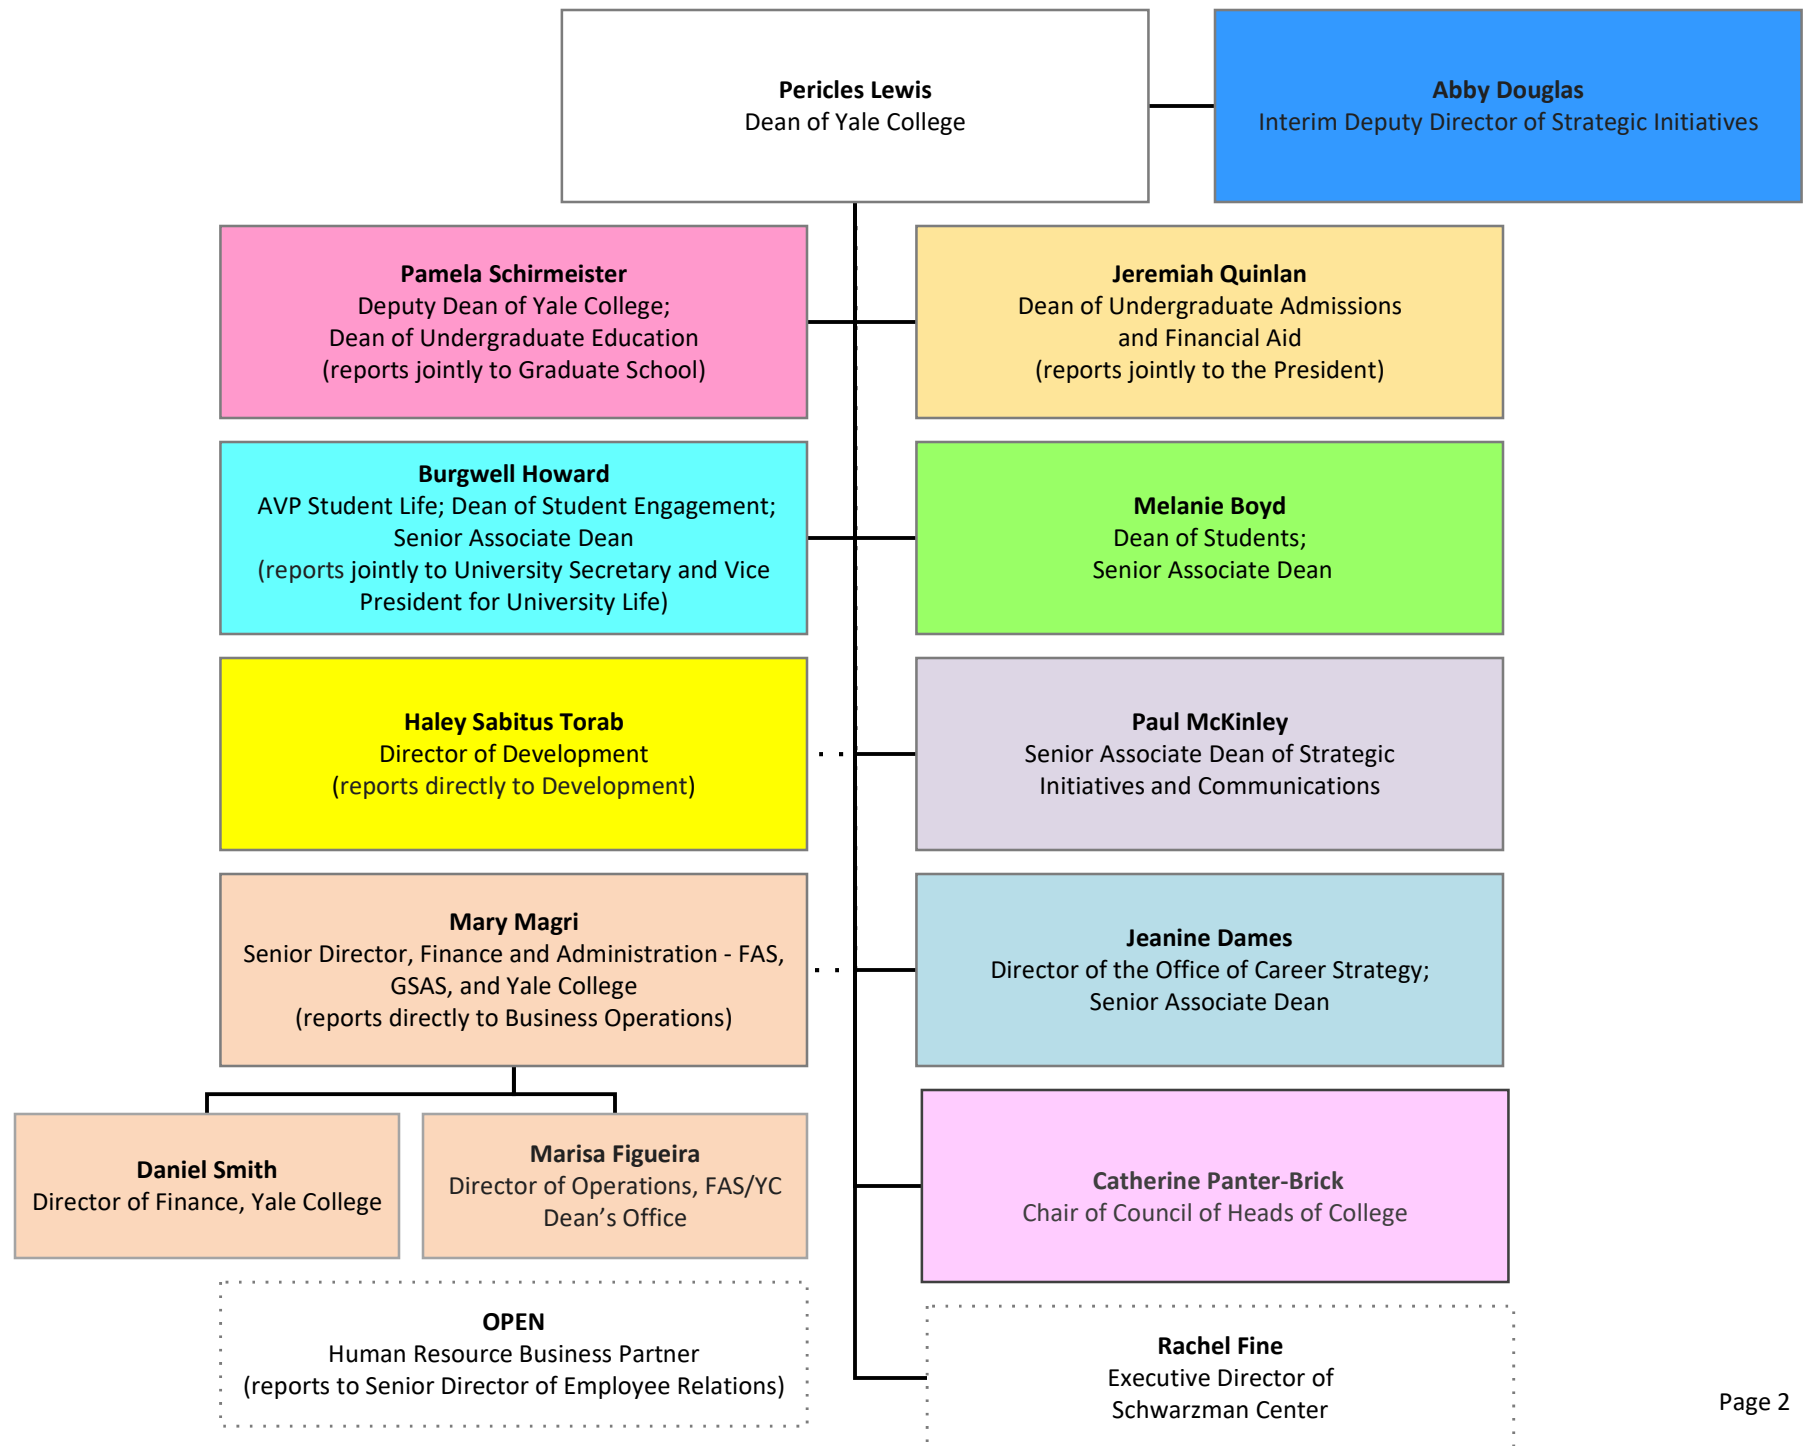 Pericles Lewis
Dean of Yale College
Abby Douglas
Interim Deputy Director of Strategic Initiatives
Pamela Schirmeister
Deputy Dean of Yale College;
Dean of Undergraduate Education
(reports jointly to Graduate School)
Jeremiah Quinlan
Dean of Undergraduate Admissions
and Financial Aid
(reports jointly to the President)
Burgwell Howard
AVP Student Life; Dean of Student Engagement;
Senior Associate Dean
(reports jointly to University Secretary and Vice
President for University Life)
Melanie Boyd
Dean of Students;
Senior Associate Dean
Haley Sabitus Torab
Director of Development
(reports directly to Development)
Paul McKinley
Senior Associate Dean of Strategic
Initiatives and Communications
Mary Magri
Senior Director, Finance and Administration - FAS,
GSAS, and Yale College
(reports directly to Business Operations)
Jeanine Dames
Director of the Office of Career Strategy;
Senior Associate Dean
Daniel Smith
Director of Finance, Yale College
Marisa Figueira
Director of Operations, FAS/YC
Dean’s Office
Catherine Panter-Brick
Chair of Council of Heads of College
OPEN
Human Resource Business Partner
(reports to Senior Director of Employee Relations)
Rachel Fine
Executive Director of
Schwarzman Center
Page 2